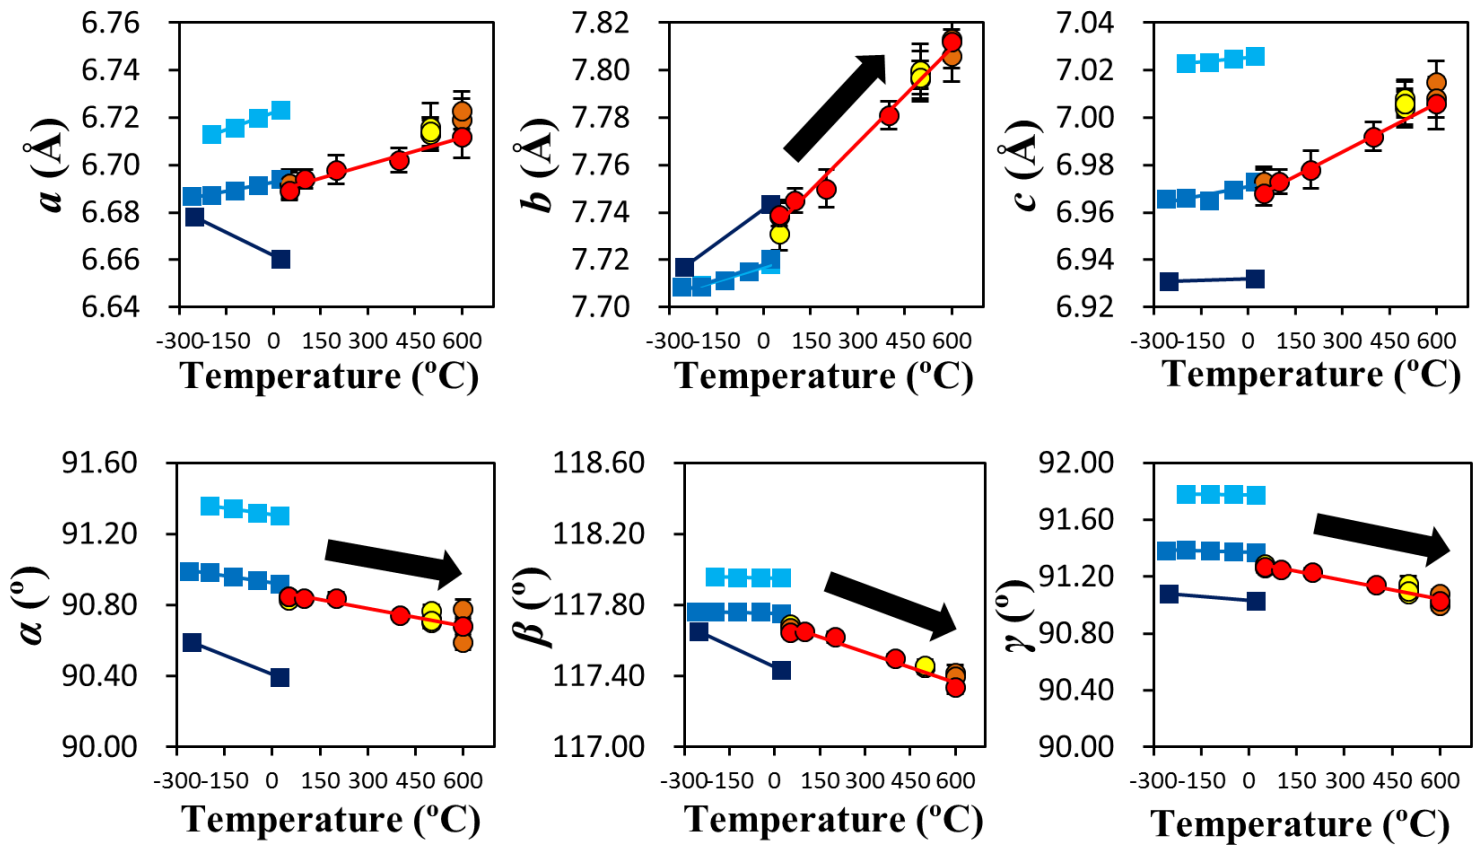 6.76
6.74
6.72
6.70
6.68
6.66
6.64
a (Å)
-300-150 0 150 300 450 600
Temperature (ºC)
7.82
7.80
7.78
7.76
7.74
7.72
7.70
b (Å)
-300-150 0 150 300 450 600
Temperature (ºC)
7.04
7.02
7.00
6.98
6.96
6.94
6.92
c (Å)
-300-150 0 150 300 450 600
Temperature (ºC)
91.60
91.20
90.80
90.40
90.00
α (º)
-300-150 0 150 300 450 600
Temperature (ºC)
118.60
118.20
117.80
117.40
117.00
β (º)
-300-150 0 150 300 450 600
Temperature (ºC)
92.00
91.60
91.20
90.80
90.40
90.00
γ (º)
-300-150 0 150 300 450 600
Temperature (ºC)